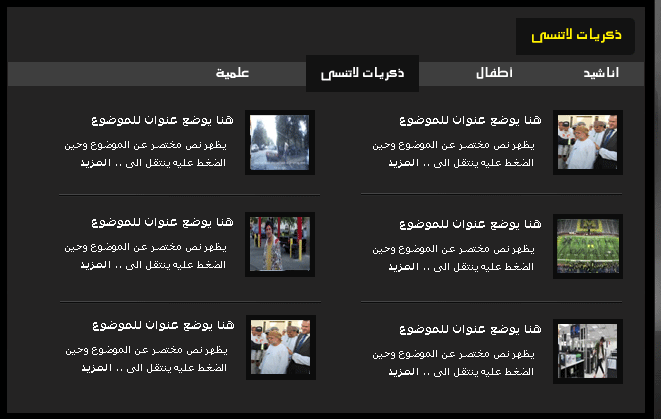 ذكريات لاتنسى
اناشيد
أطفال
ذكريات لاتنسى
علمية
هنا يوضع عنوان للموضوع
يظهر نص مختصر عن الموضوع وحين
الضغط عليه ينتقل الى .. المزيد
هنا يوضع عنوان للموضوع
يظهر نص مختصر عن الموضوع وحين
الضغط عليه ينتقل الى .. المزيد
هنا يوضع عنوان للموضوع
يظهر نص مختصر عن الموضوع وحين
الضغط عليه ينتقل الى .. المزيد
هنا يوضع عنوان للموضوع
يظهر نص مختصر عن الموضوع وحين
الضغط عليه ينتقل الى .. المزيد
هنا يوضع عنوان للموضوع
يظهر نص مختصر عن الموضوع وحين
الضغط عليه ينتقل الى .. المزيد
هنا يوضع عنوان للموضوع
يظهر نص مختصر عن الموضوع وحين
الضغط عليه ينتقل الى .. المزيد